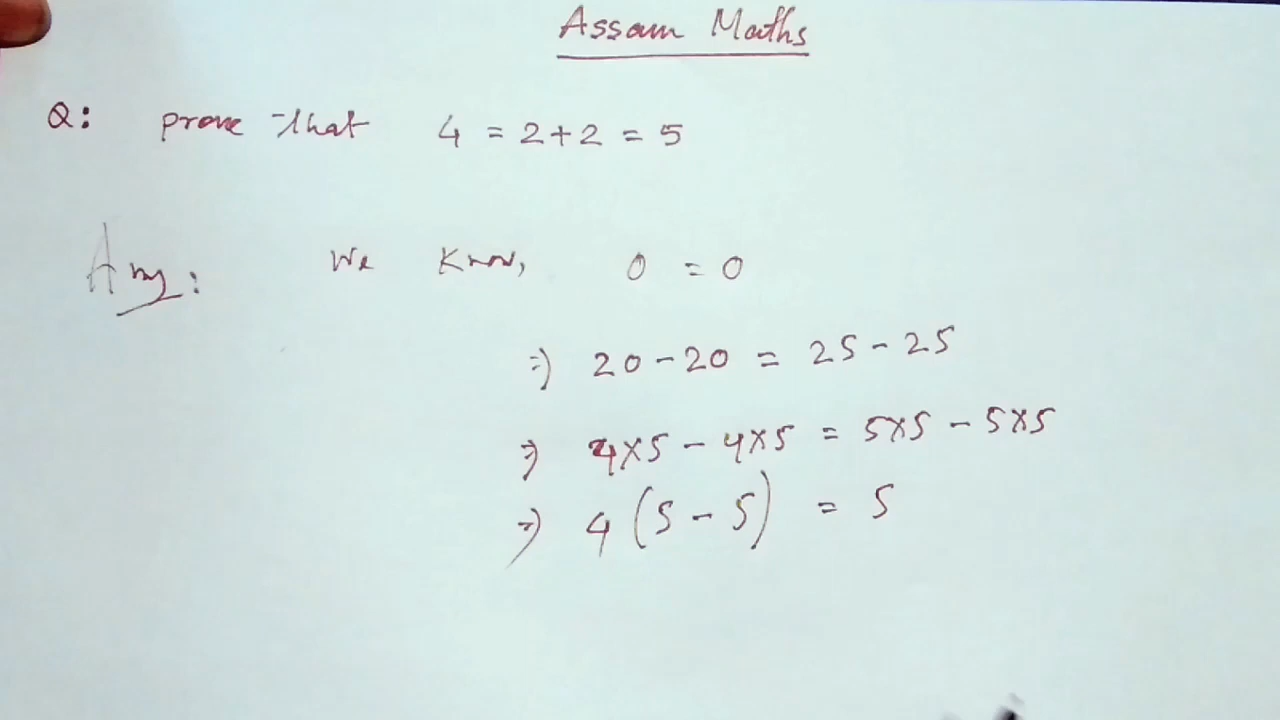 Assam Maths
Q: prove that 4 = 2+2 = 5
Ans: We know, 0 = 0
⇒ 20 - 20 = 25 - 25
⇒ 4×5 - 4×5 = 5×5 - 5×5
⇒ 4 (5 - 5) = 5